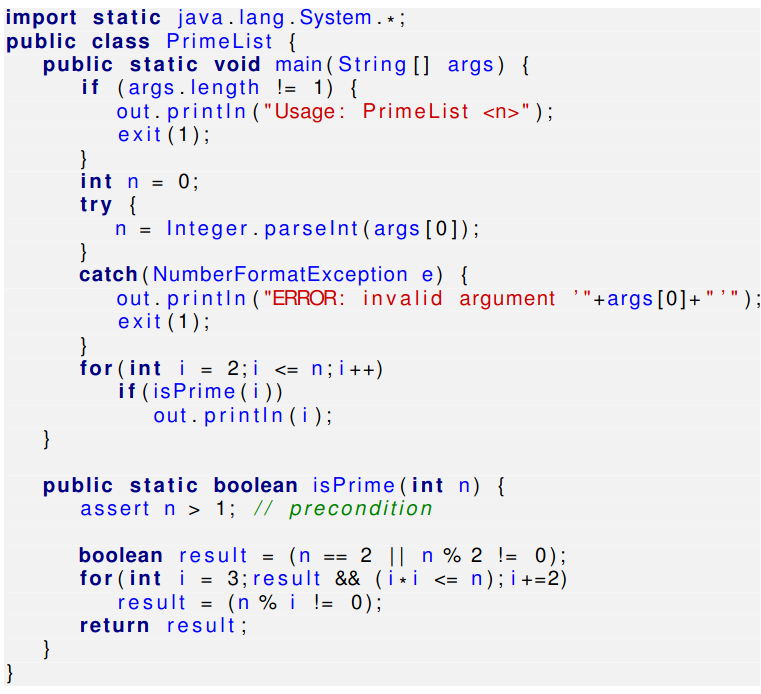 import static java.lang.System.*;
public class PrimeList {
   public static void main(String[] args) {
      if (args.length != 1) {
         out.println("Usage: PrimeList <n>");
         exit(1);
      }
      int n = 0;
      try {
         n = Integer.parseInt(args[0]);
      }
      catch(NumberFormatException e) {
         out.println("ERROR: invalid argument '"+args[0]+"'");
         exit(1);
      }
      for(int i = 2;i <= n;i++)
         if(isPrime(i))
            out.println(i);
   }

   public static boolean isPrime(int n) {
      assert n > 1; // precondition

      boolean result = (n == 2 || n % 2 != 0);
      for(int i = 3;result && (i*i <= n);i+=2)
         result = (n % i != 0);
      return result;
   }
}